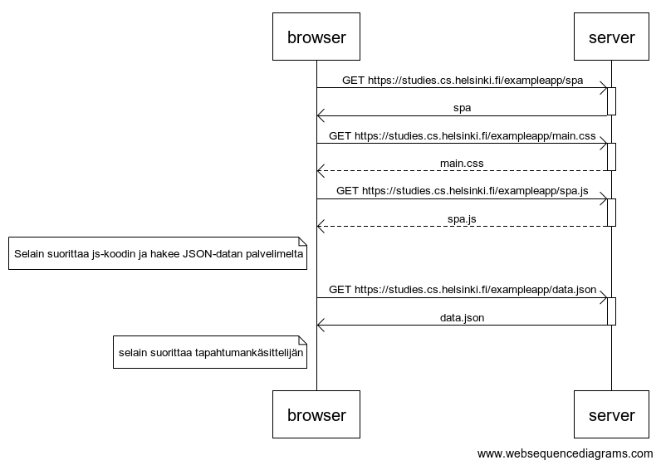 browser
server
GET https://studies.cs.helsinki.fi/exampleapp/spa
spa
GET https://studies.cs.helsinki.fi/exampleapp/main.css
main.css
GET https://studies.cs.helsinki.fi/exampleapp/spa.js
spa.js
Selain suorittaa js-koodin ja hakee JSON-datan palvelimelta
GET https://studies.cs.helsinki.fi/exampleapp/data.json
data.json
selain suorittaa tapahtumankäsittelijän
browser
server
www.websequencediagrams.com